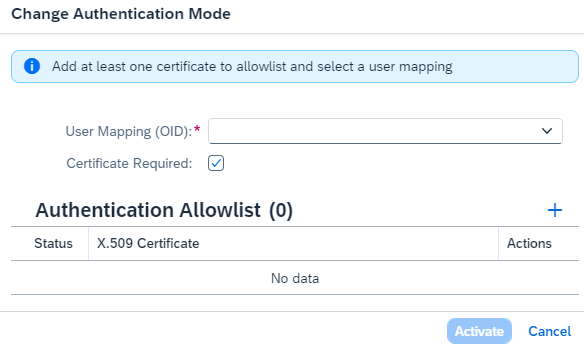 Change Authentication Mode
Add at least one certificate to allowlist and select a user mapping
User Mapping (OID):*
Certificate Required:
Authentication Allowlist (0)
Status X.509 Certificate Actions
No data
Activate Cancel